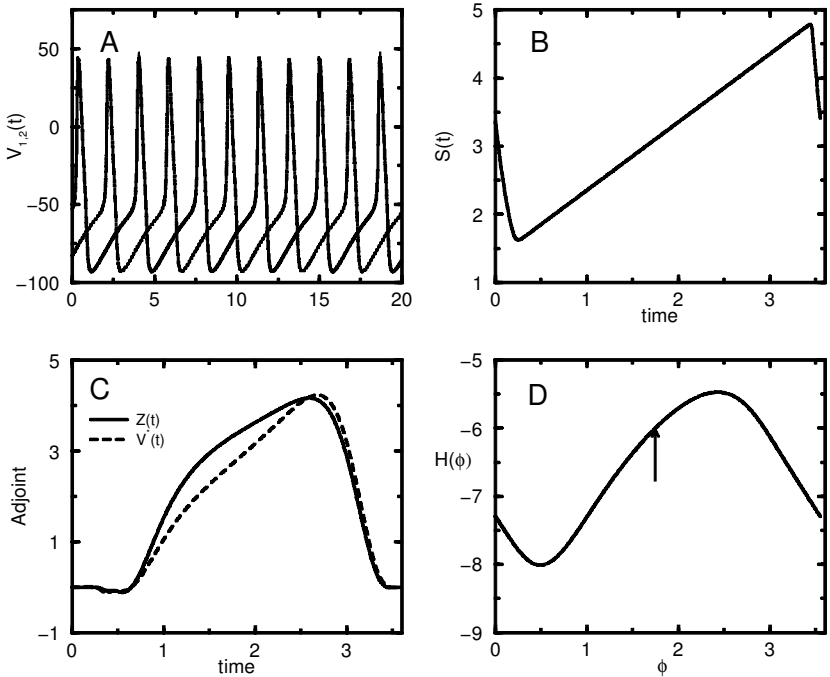 A
50
0
−50
−100
V1,2(t)
0 5 10 15 20
B
5
4
3
2
1
S(t)
0 1 2 3
time
C
5
3
1
−1
Adjoint
Z(t)
V*(t)
0 1 2 3
time
D
−5
−6
−7
−8
−9
H(ϕ)
0 1 2 3
ϕ